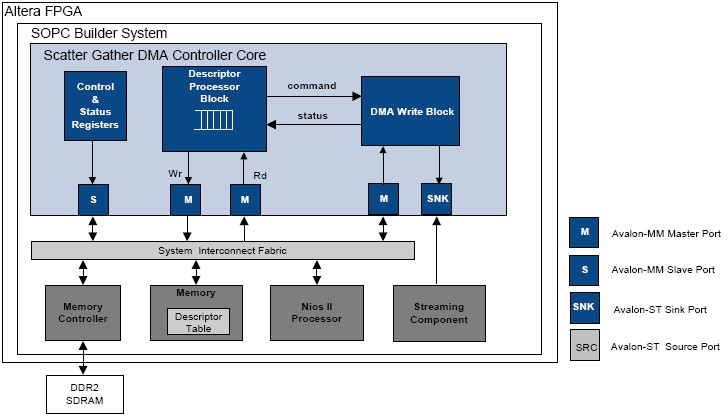 Altera FPGA
SOPC Builder System
Scatter Gather DMA Controller Core
Control
&
Status
Registers
Descriptor
Processor
Block
command
status
DMA Write Block
Wr
Rd
S
M
M
M
SNK
System Interconnect Fabric
Memory
Controller
Memory
Descriptor
Table
Nios II
Processor
Streaming
Component
DDR2
SDRAM
M Avalon-MM Master Port
S Avalon-MM Slave Port
SNK Avalon-ST Sink Port
SRC Avalon-ST Source Port